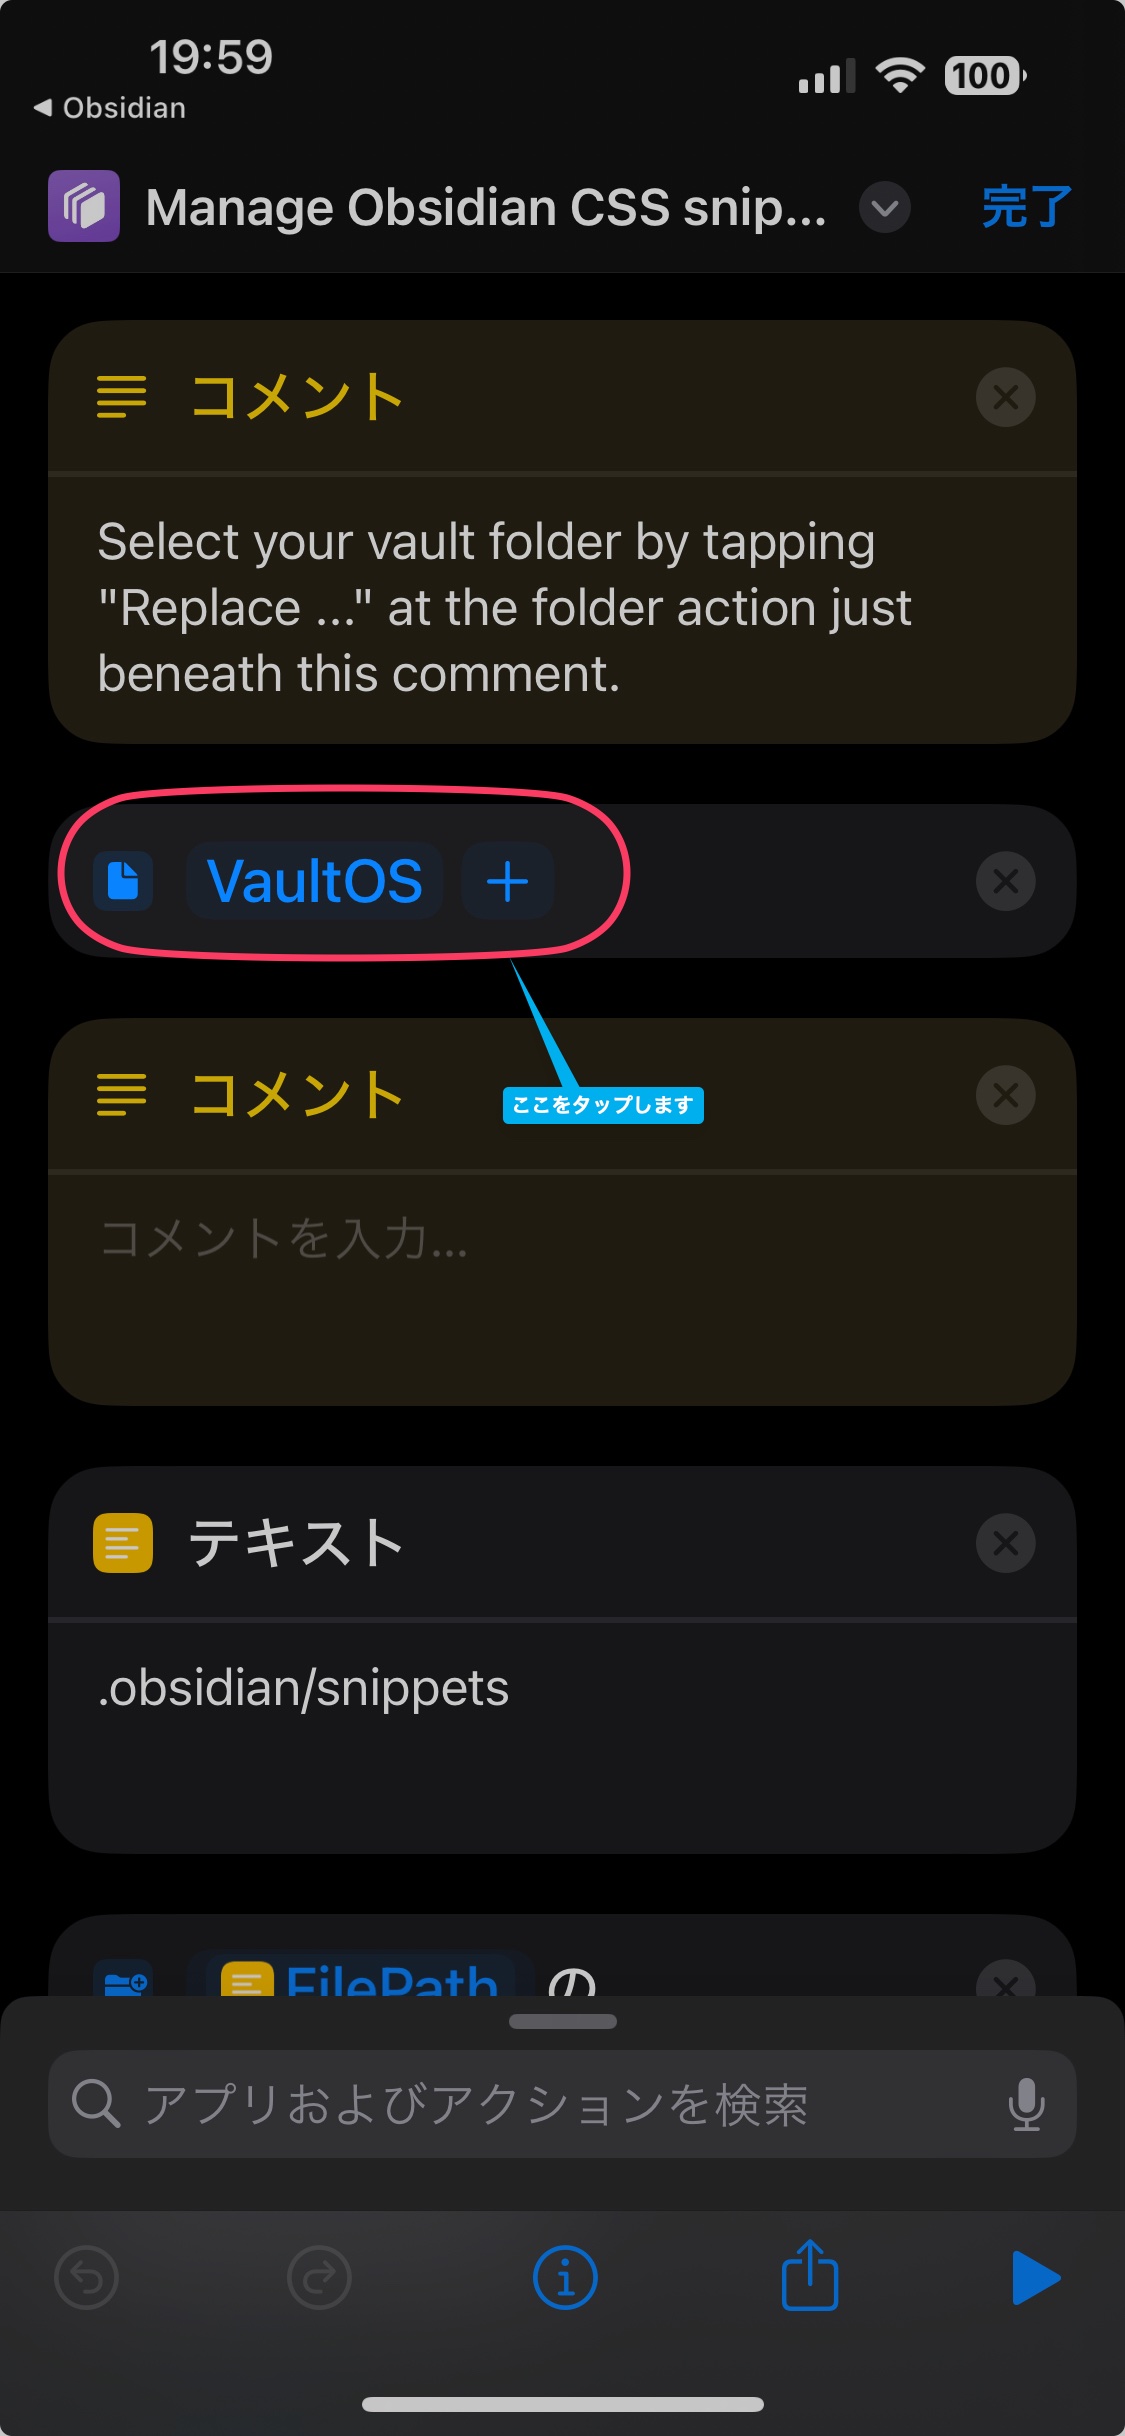 19:59
100
◀ Obsidian
Manage Obsidian CSS snip...
完了
コメント
Select your vault folder by tapping
"Replace ..." at the folder action just
beneath this comment.
VaultOS
コメント
ここをタップします
コメントを入力...
テキスト
.obsidian/snippets
FilePath の
アプリおよびアクションを検索